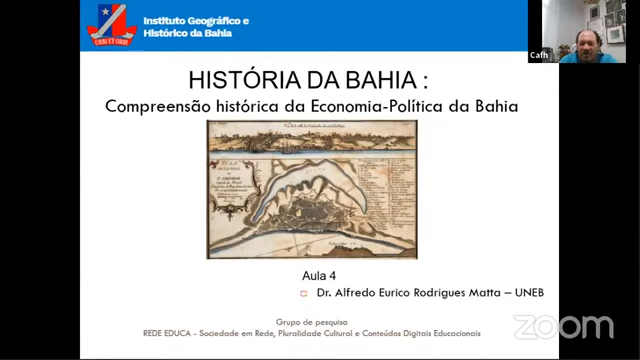 Instituto Geográfico e
Histórico da Bahia
Cafh
HISTÓRIA DA BAHIA :
Compreensão histórica da Economia-Política da Bahia
Aula 4
Dr. Alfredo Eurico Rodrigues Matta – UNEB
Grupo de pesquisa
REDE EDUCA - Sociedade em Rede, Pluralidade Cultural e Conteúdos Digitais Educacionais
zoom